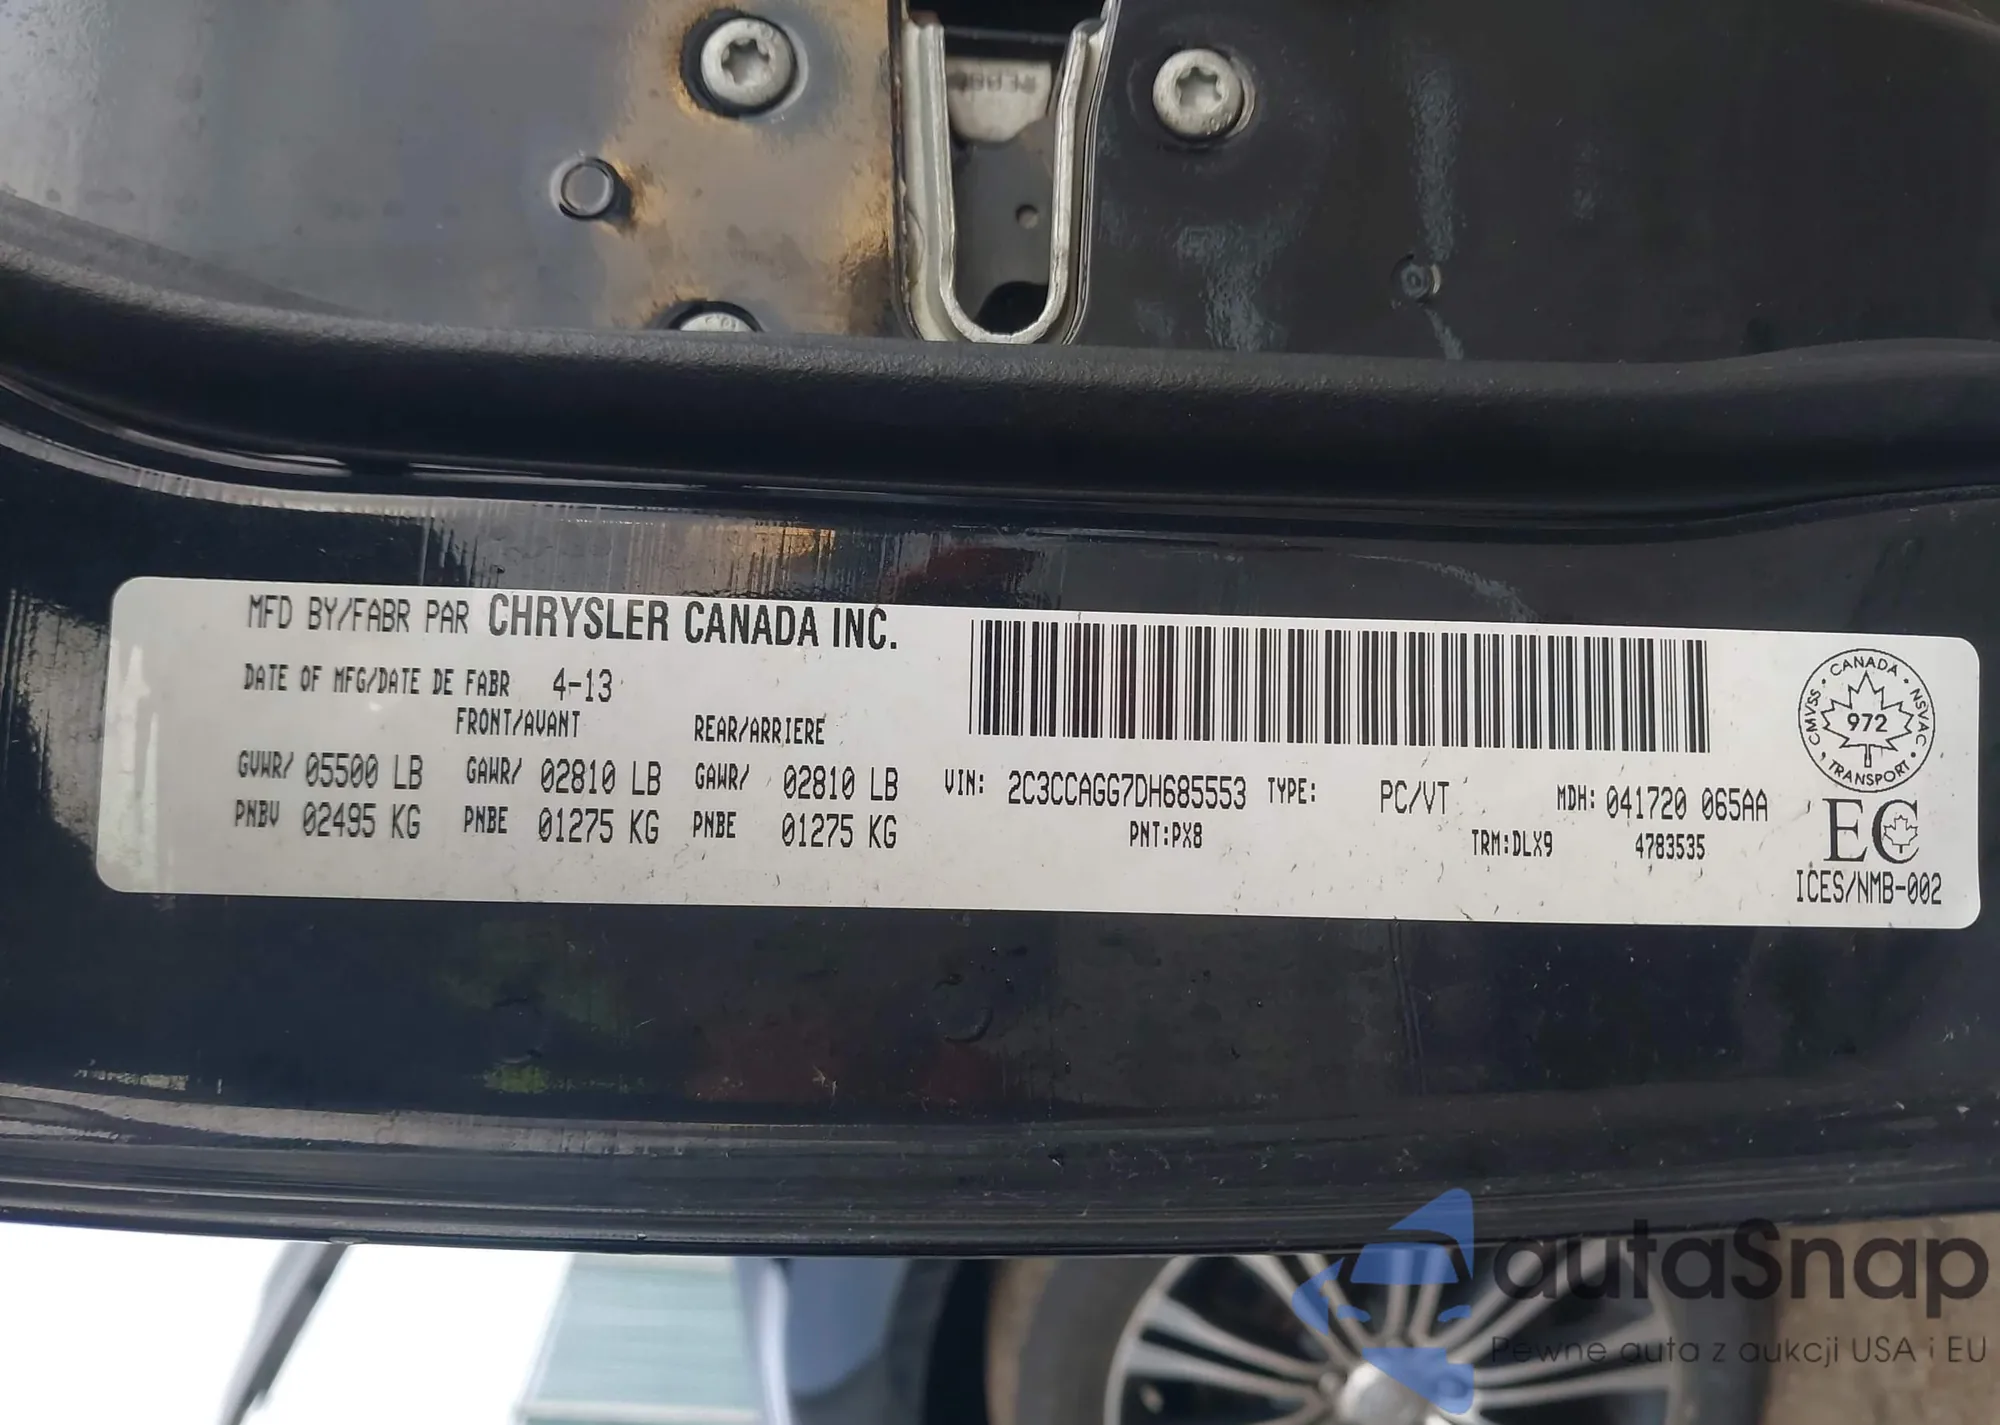 MFD BY/FABR PAR CHRYSLER CANADA INC.
DATE OF MFG/DATE DE FABR 4-13
FRONT/AVANT REAR/ARRIERE
GVWR/ 05500 LB GAWR/ 02810 LB GAWR/ 02810 LB
PNBV 02495 KG PNBE 01275 KG PNBE 01275 KG
VIN: 2C3CCAGG7DH685553 TYPE: PC/VT MDH: 041720 065AA
PNT:PX8 TRM:DLX9 4783535
CANADA • NSVAC • TRANSPORT • CMVSS •
972
EC
ICES/NMB-002
autaSnap
Pewne auta z aukcji USA i EU